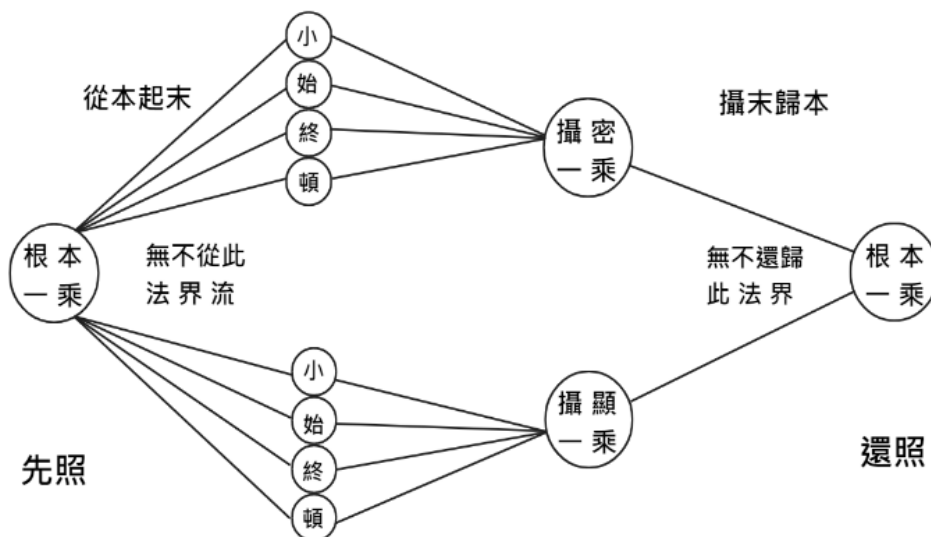 小
始
終
頓
從本起末
攝密
一乘
攝末歸本
根本
一乘
無不從此
法界流
無不還歸
此法界
根本
一乘
小
始
終
頓
攝顯
一乘
先照
還照